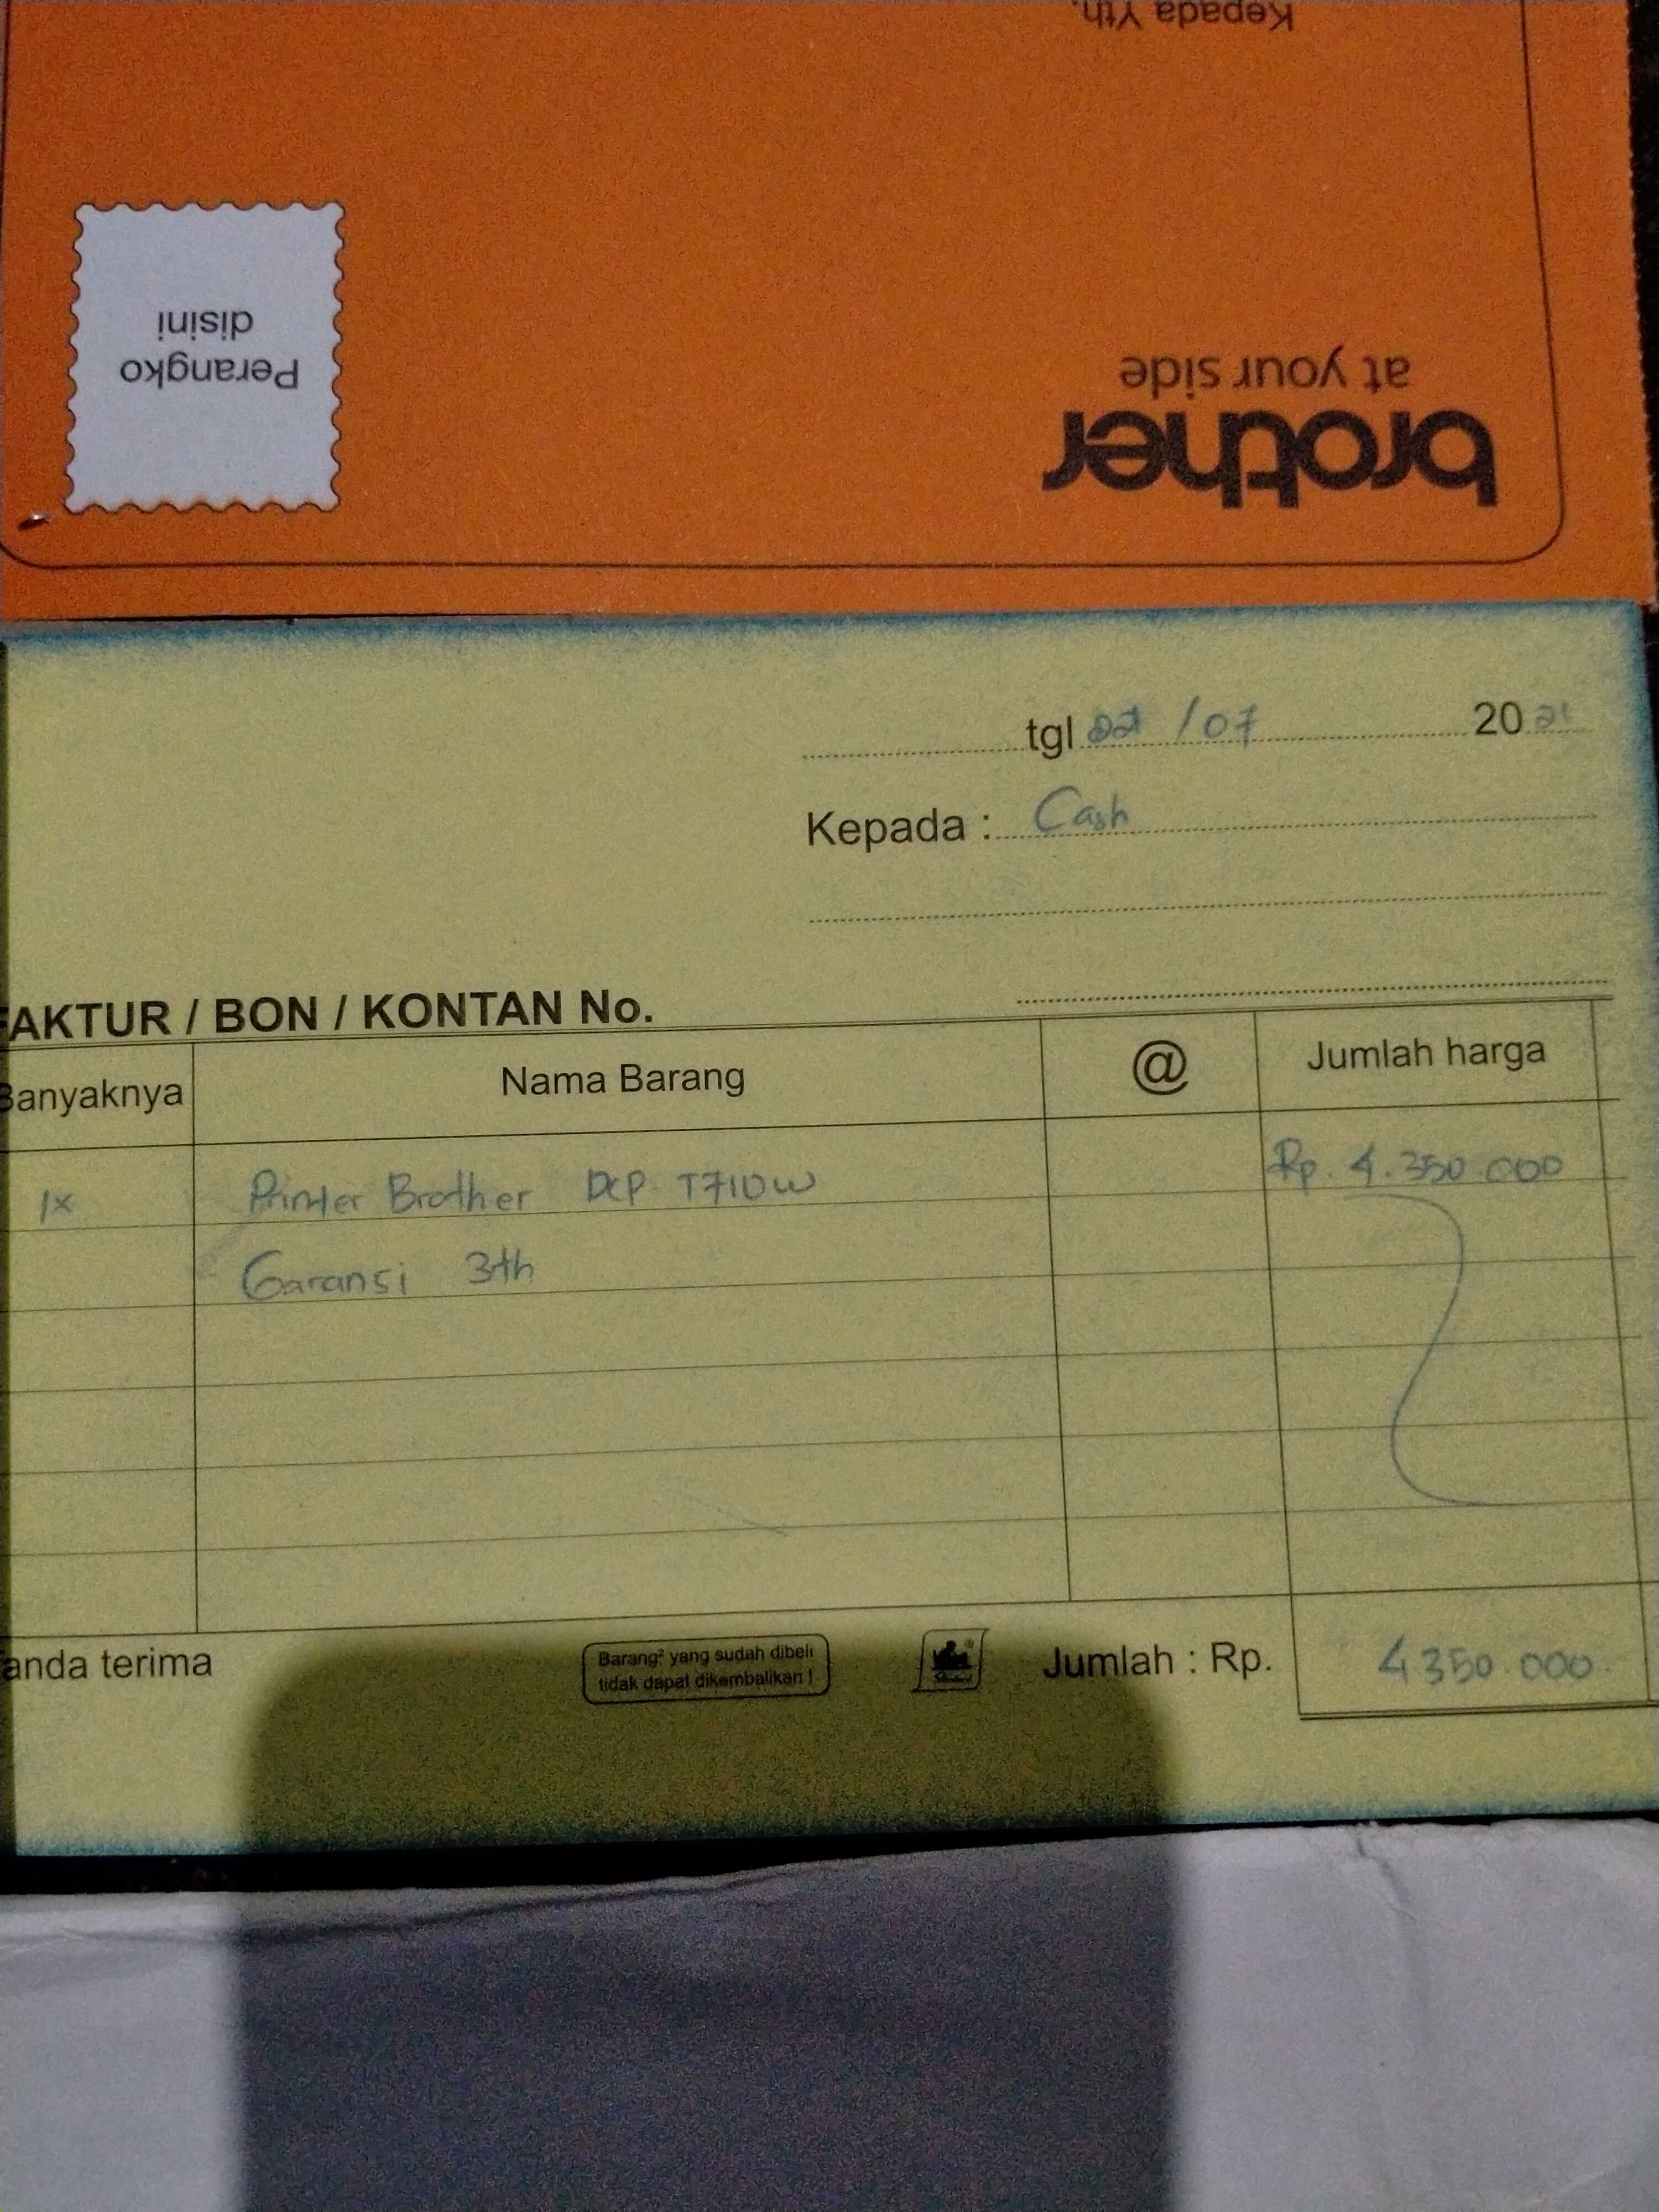 Kepada Yth.
Perangko
disini
brother
at your side
tgl 02 /07 2021
Kepada : Cash
FAKTUR / BON / KONTAN No.
Banyaknya Nama Barang @ Jumlah harga
1x Printer Brother DCP T710W Rp. 4.350.000
Garansi 3th
anda terima
Barang² yang sudah dibeli
tidak dapat dikembalikan !
Jumlah : Rp. 4.350.000